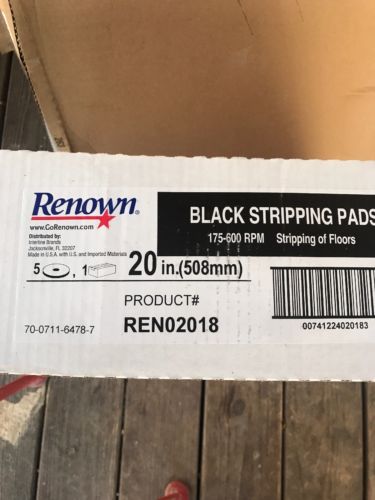 Renown
www.GoRenown.com
Distributed by:
Interline Brands
Jacksonville, FL 32207
Made in U.S.A. with U.S. and Imported Materials
BLACK STRIPPING PADS
175-600 RPM Stripping of Floors
5 , 1 20 in.(508mm)
PRODUCT#
REN02018
70-0711-6478-7
00741224020183